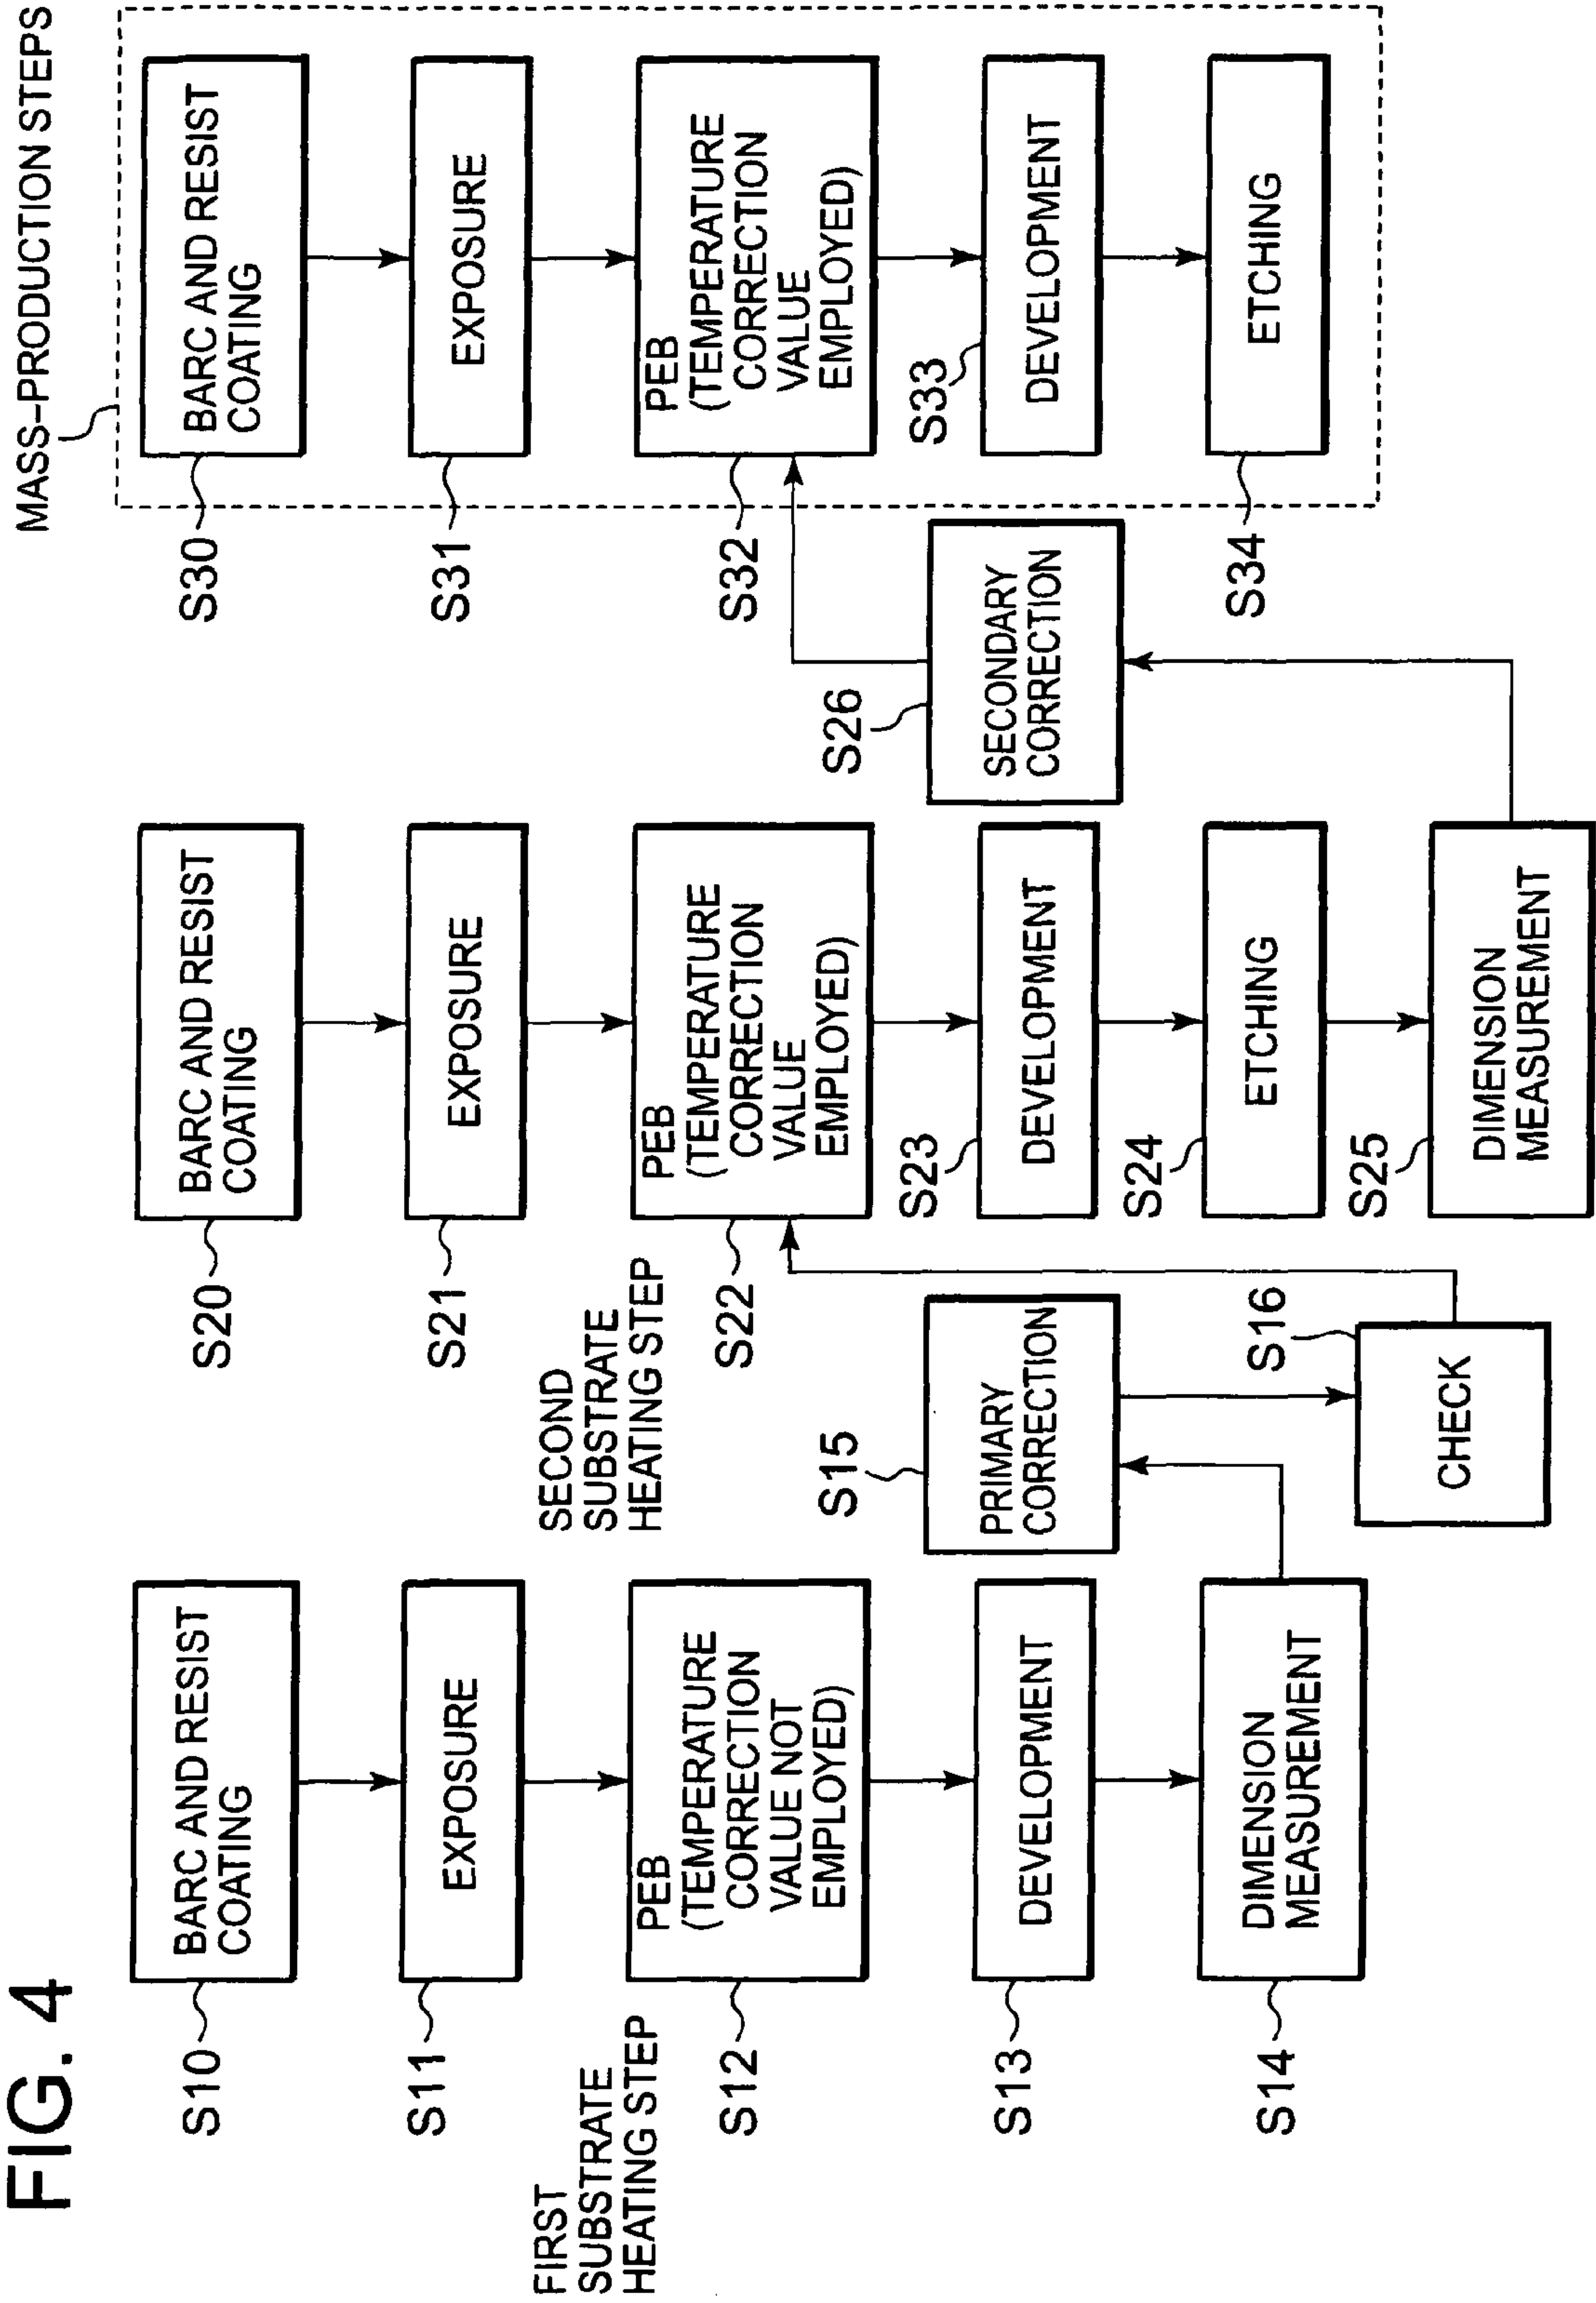 FIG. 4
S10
BARC AND RESIST
COATING
S11
EXPOSURE
FIRST
SUBSTRATE
HEATING STEP
S12
PEB
(TEMPERATURE
CORRECTION
VALUE NOT
EMPLOYED)
S13
DEVELOPMENT
S14
DIMENSION
MEASUREMENT
S15
PRIMARY
CORRECTION
S16
CHECK
S20
BARC AND RESIST
COATING
S21
EXPOSURE
SECOND
SUBSTRATE
HEATING STEP
S22
PEB
(TEMPERATURE
CORRECTION
VALUE
EMPLOYED)
S23
DEVELOPMENT
S24
ETCHING
S25
DIMENSION
MEASUREMENT
S26
SECONDARY
CORRECTION
MASS-PRODUCTION STEPS
S30
BARC AND RESIST
COATING
S31
EXPOSURE
S32
PEB
(TEMPERATURE
CORRECTION
VALUE
EMPLOYED)
S33
DEVELOPMENT
S34
ETCHING